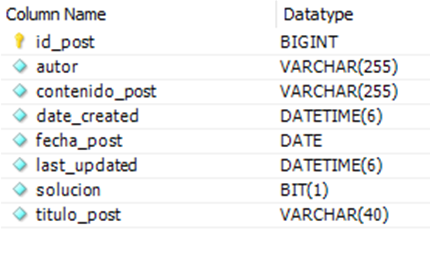 Column Name Datatype
id_post BIGINT
autor VARCHAR(255)
contenido_post VARCHAR(255)
date_created DATETIME(6)
fecha_post DATE
last_updated DATETIME(6)
solucion BIT(1)
titulo_post VARCHAR(40)